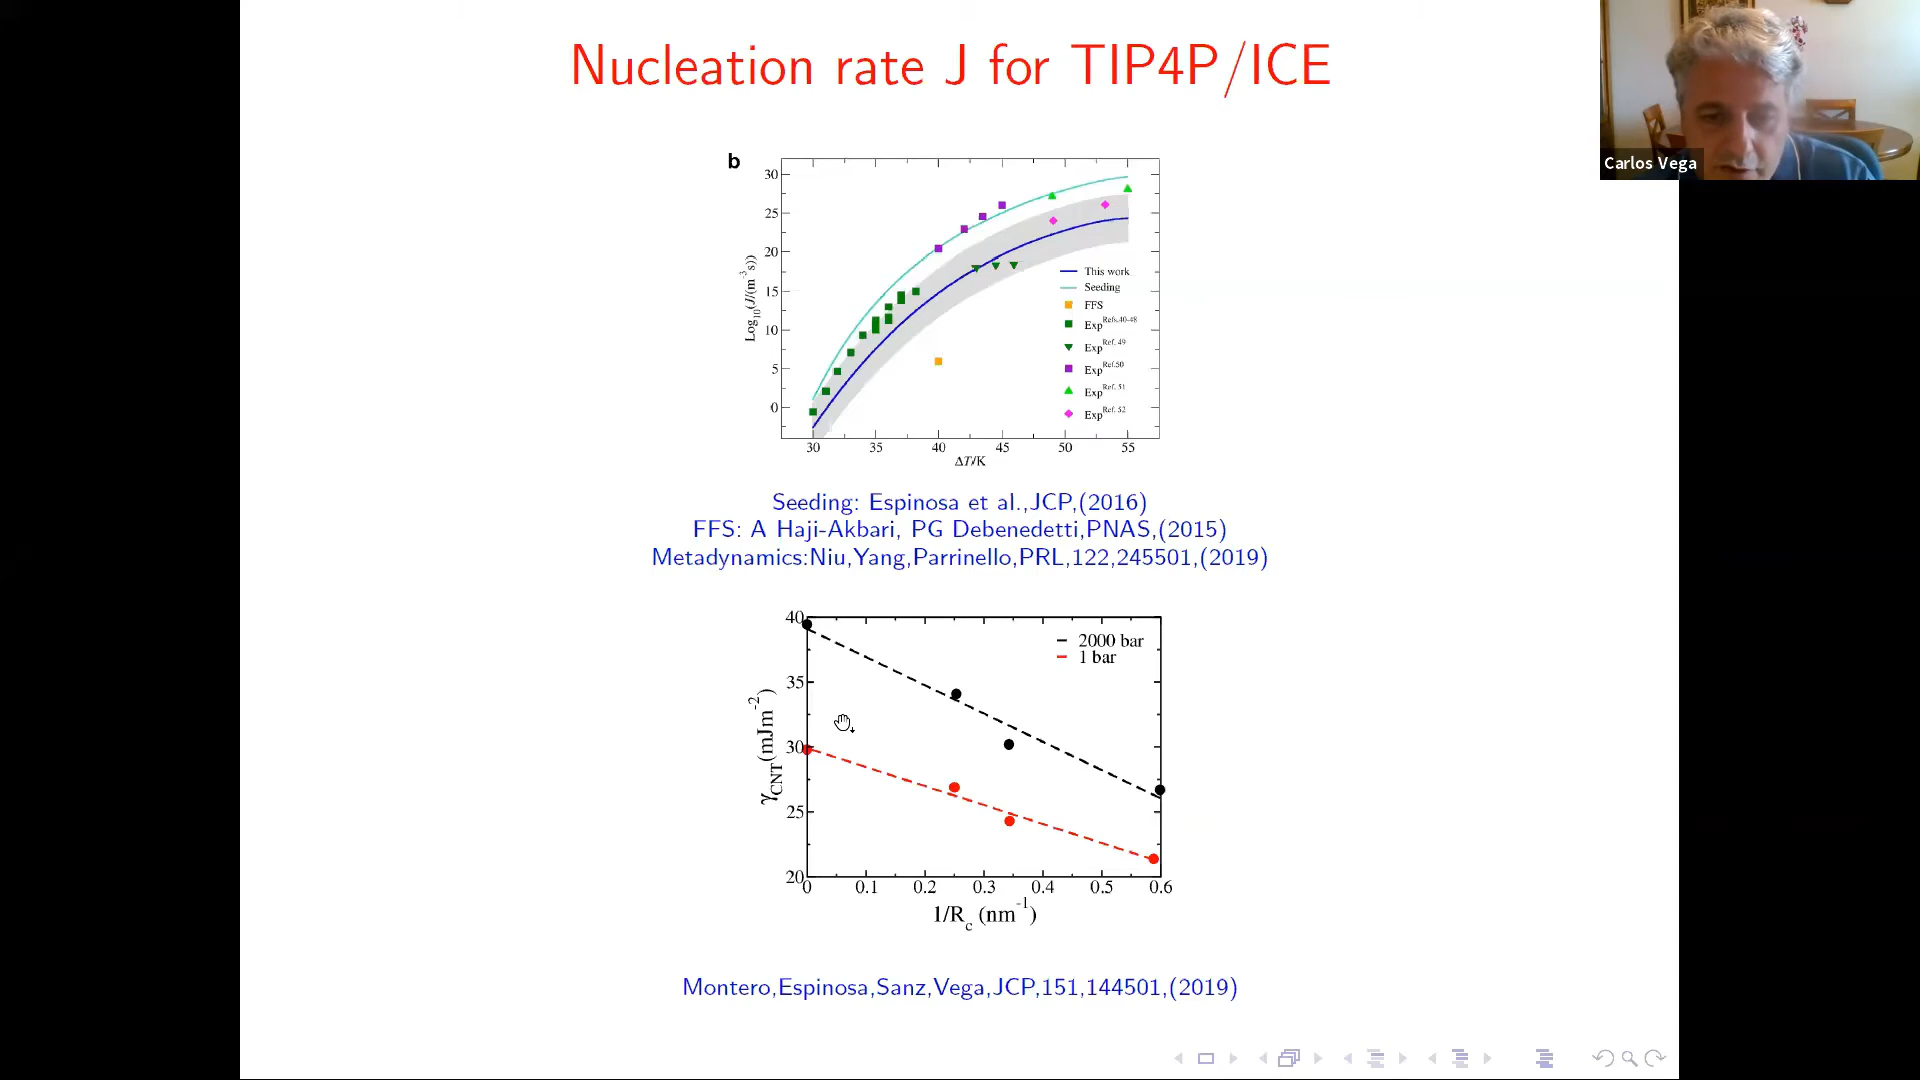 Nucleation rate J for TIP4P/ICE
Carlos Vega
b
30
25
20
15
10
5
0
Log10(J/(m-3s))
This work
Seeding
FFS
ExpRefs.40-48
ExpRef. 49
ExpRef.50
ExpRef. 51
ExpRef. 52
30 35 40 45 50 55
ΔT/K
Seeding: Espinosa et al.,JCP,(2016)
FFS: A Haji-Akbari, PG Debenedetti,PNAS,(2015)
Metadynamics:Niu,Yang,Parrinello,PRL,122,245501,(2019)
40
35
30
25
20
γCNT(mJm-2)
2000 bar
1 bar
0 0.1 0.2 0.3 0.4 0.5 0.6
1/Rc (nm-1)
Montero,Espinosa,Sanz,Vega,JCP,151,144501,(2019)